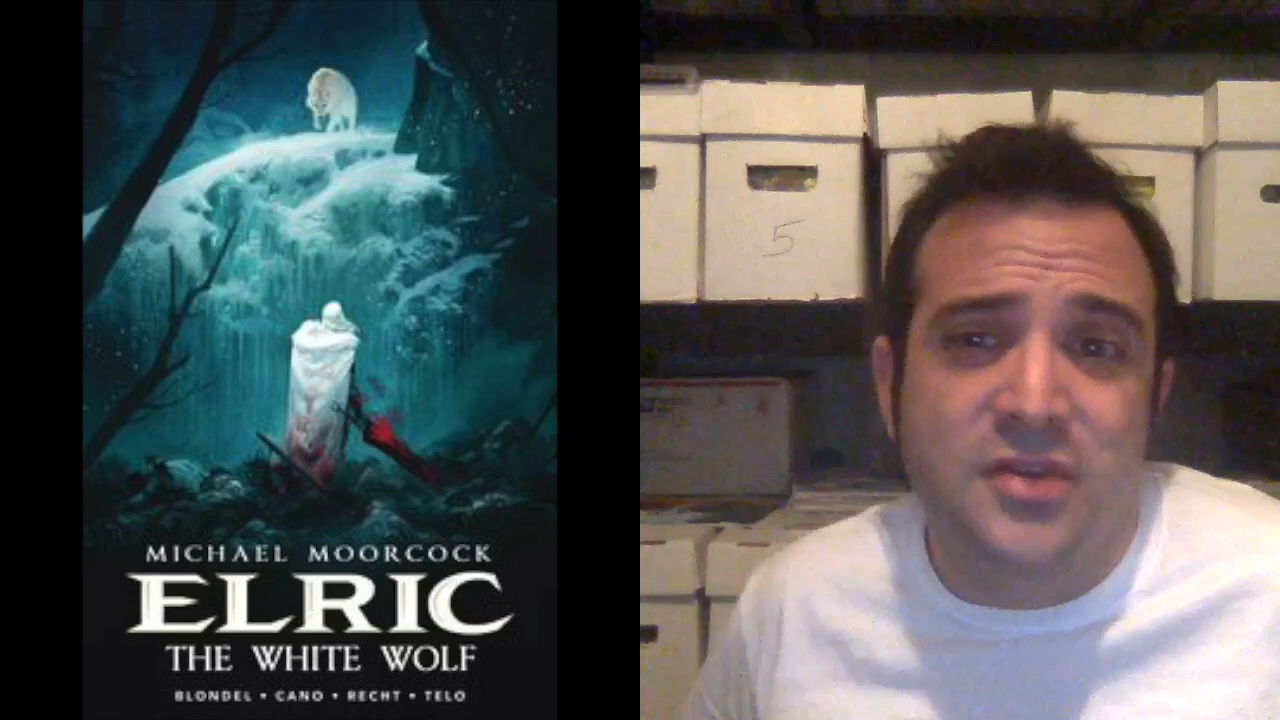 MICHAEL MOORCOCK
ELRIC
THE WHITE WOLF
BLONDEL • CANO • RECHT • TELO
5